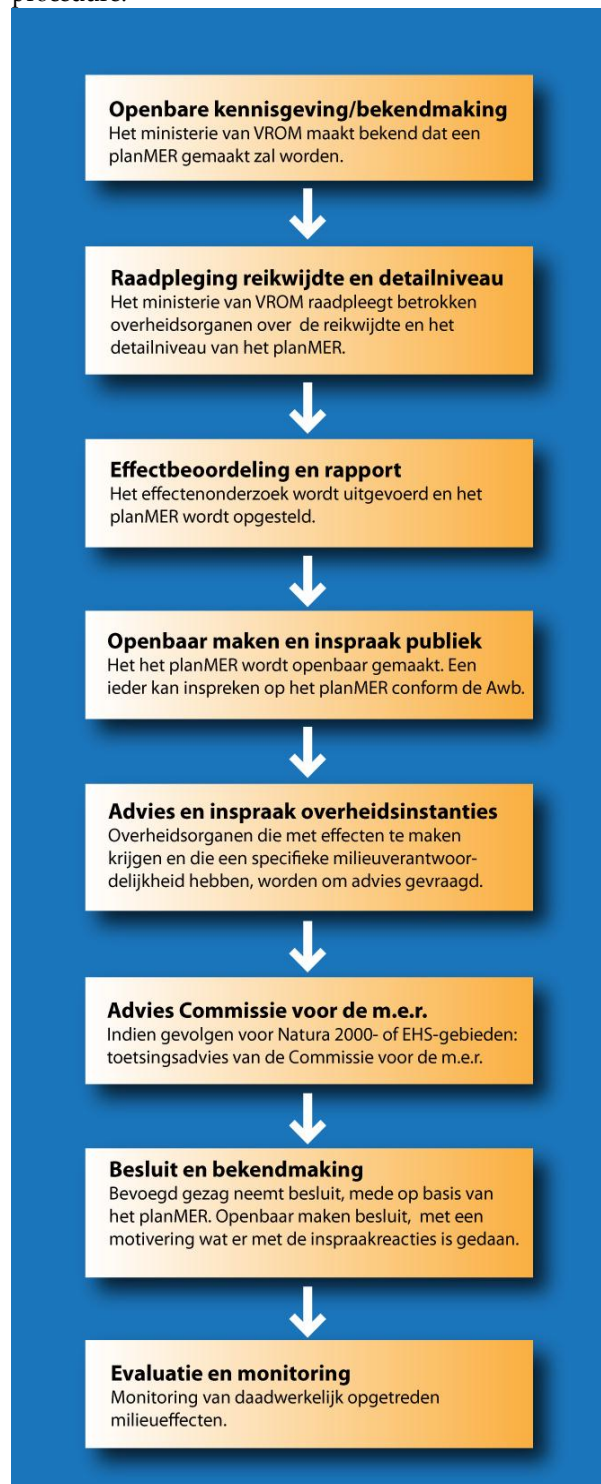 procedure.
Openbare kennisgeving/bekendmaking
Het ministerie van VROM maakt bekend dat een
planMER gemaakt zal worden.
Raadpleging reikwijdte en detailniveau
Het ministerie van VROM raadpleegt betrokken
overheidsorganen over de reikwijdte en het
detailniveau van het planMER.
Effectbeoordeling en rapport
Het effectenonderzoek wordt uitgevoerd en het
planMER wordt opgesteld.
Openbaar maken en inspraak publiek
Het het planMER wordt openbaar gemaakt. Een
ieder kan inspreken op het planMER conform de Awb.
Advies en inspraak overheidsinstanties
Overheidsorganen die met effecten te maken
krijgen en die een specifieke milieuverantwoor-
delijkheid hebben, worden om advies gevraagd.
Advies Commissie voor de m.e.r.
Indien gevolgen voor Natura 2000- of EHS-gebieden:
toetsingsadvies van de Commissie voor de m.e.r.
Besluit en bekendmaking
Bevoegd gezag neemt besluit, mede op basis van
het planMER. Openbaar maken besluit, met een
motivering wat er met de inspraakreacties is gedaan.
Evaluatie en monitoring
Monitoring van daadwerkelijk opgetreden
milieueffecten.